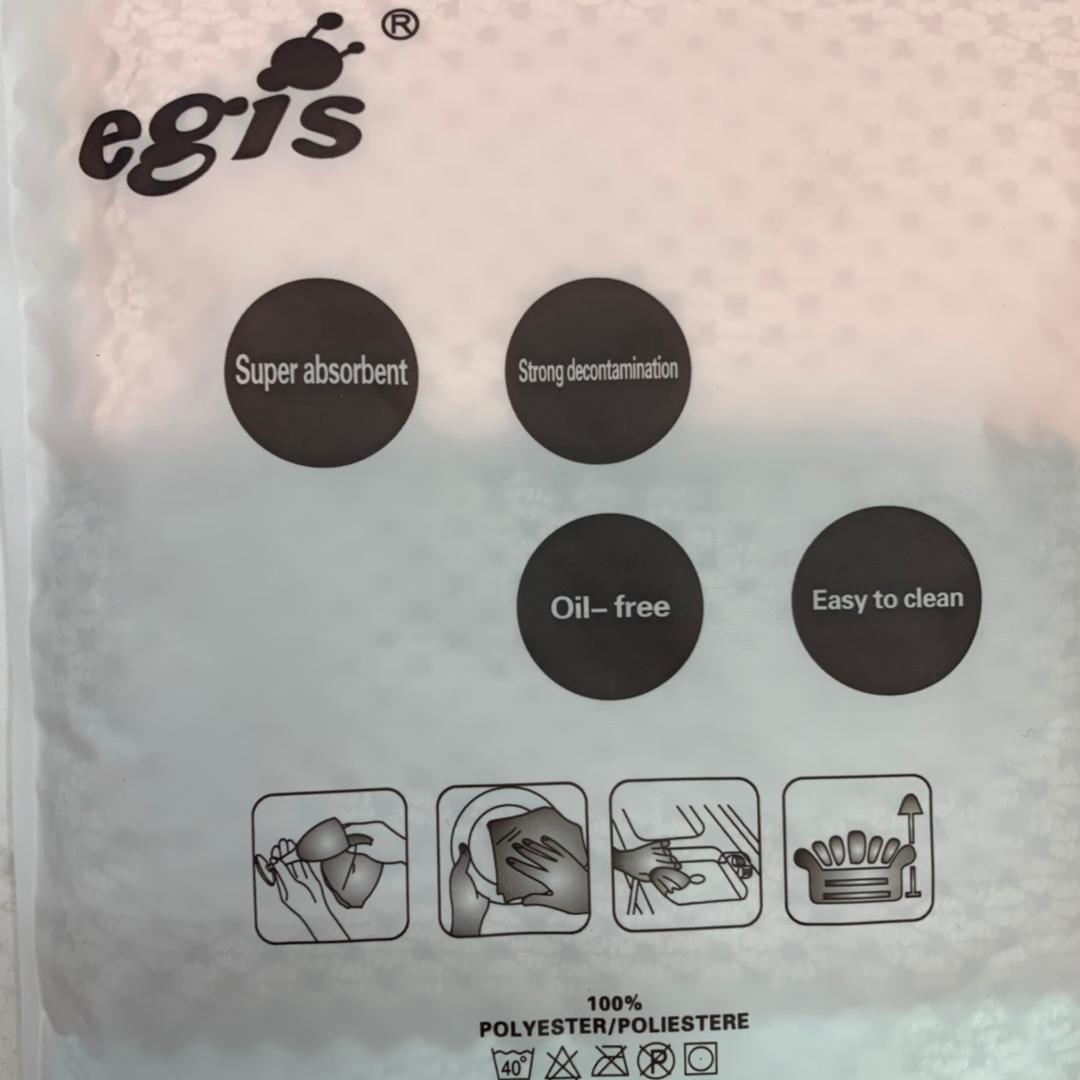 egis®
Super absorbent
Strong decontamination
Oil– free
Easy to clean
100%
POLYESTER/POLIESTERE
40° P